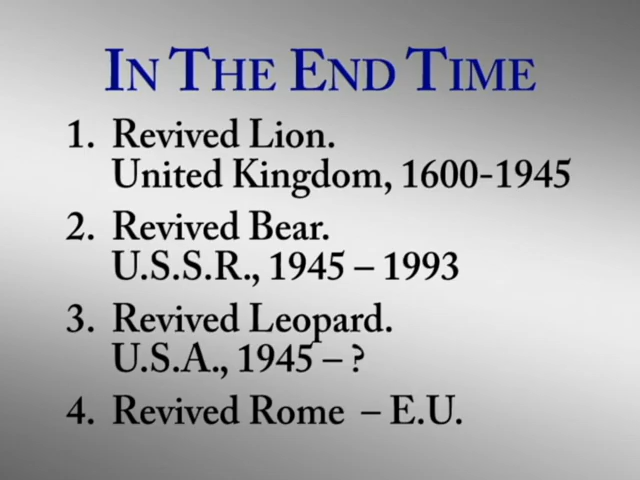 IN THE END TIME
1. Revived Lion.
United Kingdom, 1600-1945
2. Revived Bear.
U.S.S.R., 1945 – 1993
3. Revived Leopard.
U.S.A., 1945 – ?
4. Revived Rome – E.U.